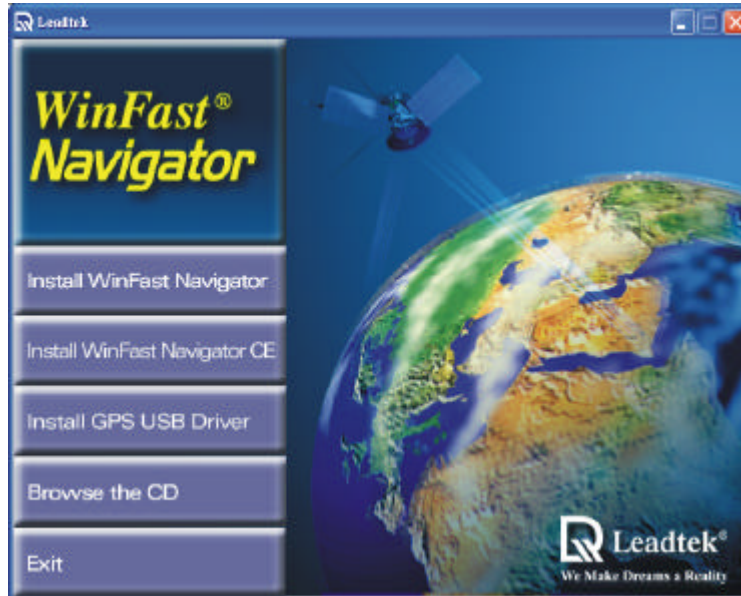 Leadtek
WinFast®
Navigator
Install WinFast Navigator
Install WinFast Navigator CE
Install GPS USB Driver
Browse the CD
Exit
Leadtek®
We Make Dreams a Reality